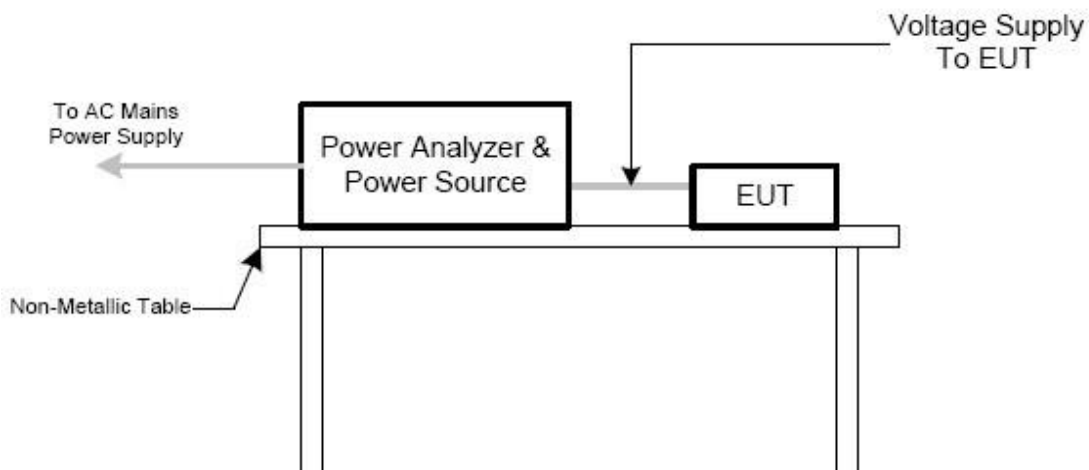 Voltage Supply
To EUT
To AC Mains
Power Supply
Power Analyzer &
Power Source
EUT
Non-Metallic Table